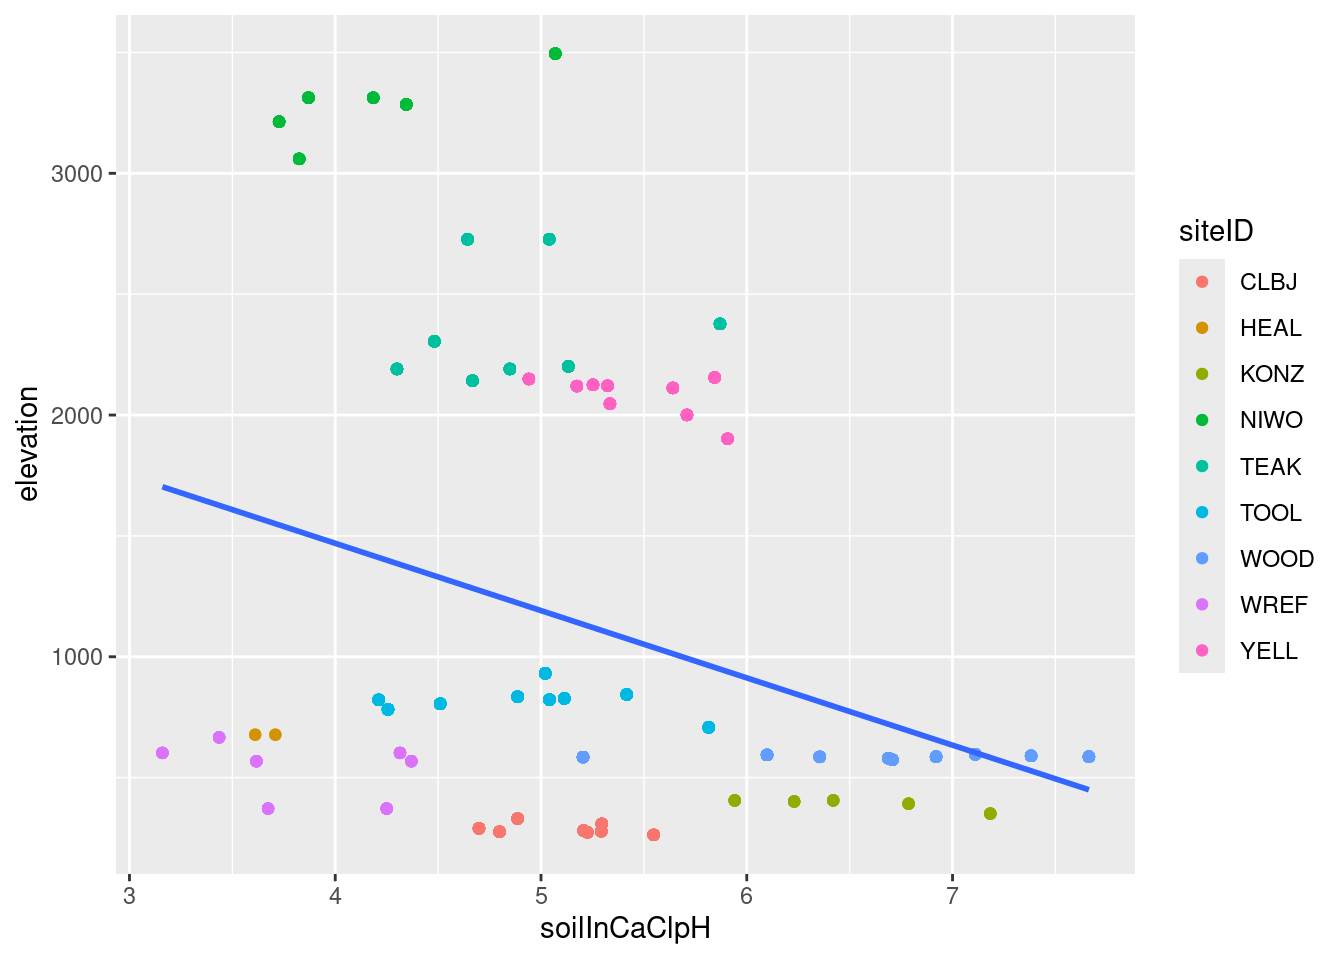 3000
2000
1000
elevation
3
4
5
6
7
soilInCaClpH
siteID
CLBJ
HEAL
KONZ
NIWO
TEAK
TOOL
WOOD
WREF
YELL